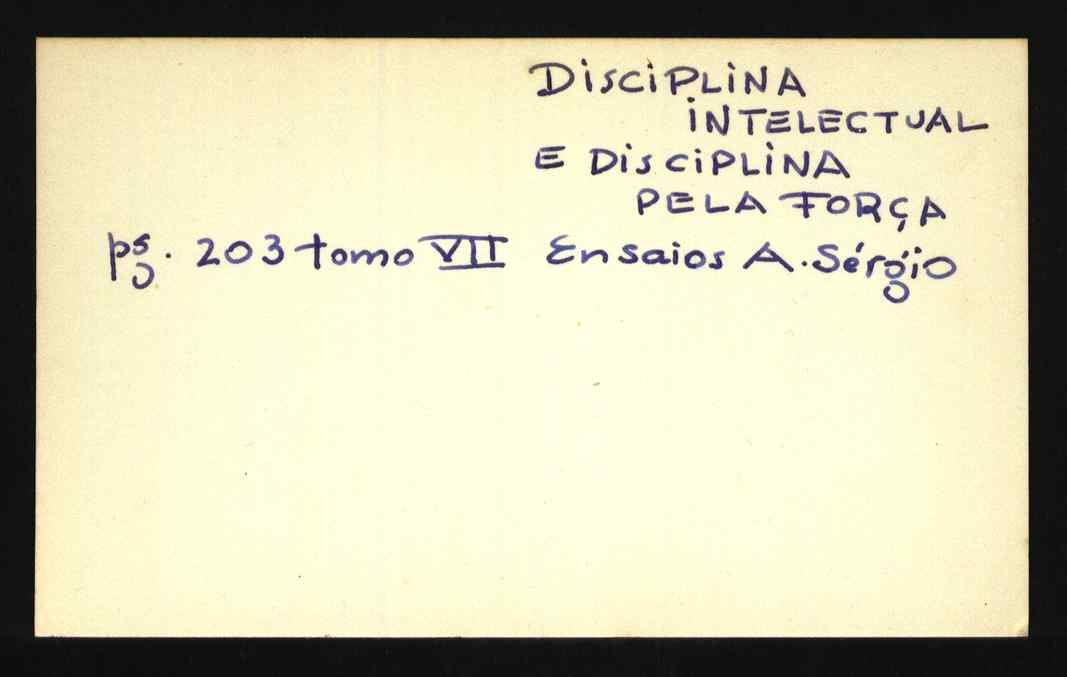 DISCIPLINA
INTELECTUAL
E DISCIPLINA
PELA FORÇA
pg. 203 tomo VII Ensaios A. Sérgio